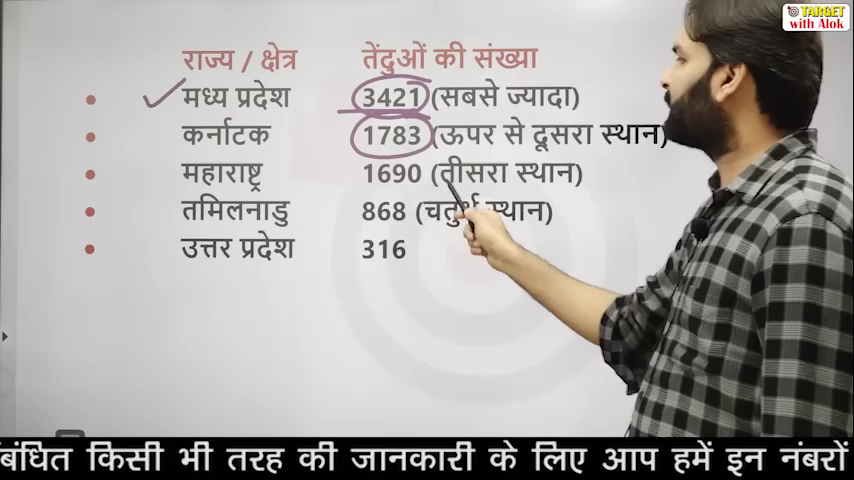 TARGET
with Alok
राज्य / क्षेत्र तेंदुओं की संख्या
मध्य प्रदेश 3421 (सबसे ज्यादा)
कर्नाटक 1783 (ऊपर से दूसरा स्थान)
महाराष्ट्र 1690 (तीसरा स्थान)
तमिलनाडु 868 (चतुर्थ स्थान)
उत्तर प्रदेश 316
बंधित किसी भी तरह की जानकारी के लिए आप हमें इन नंबरों